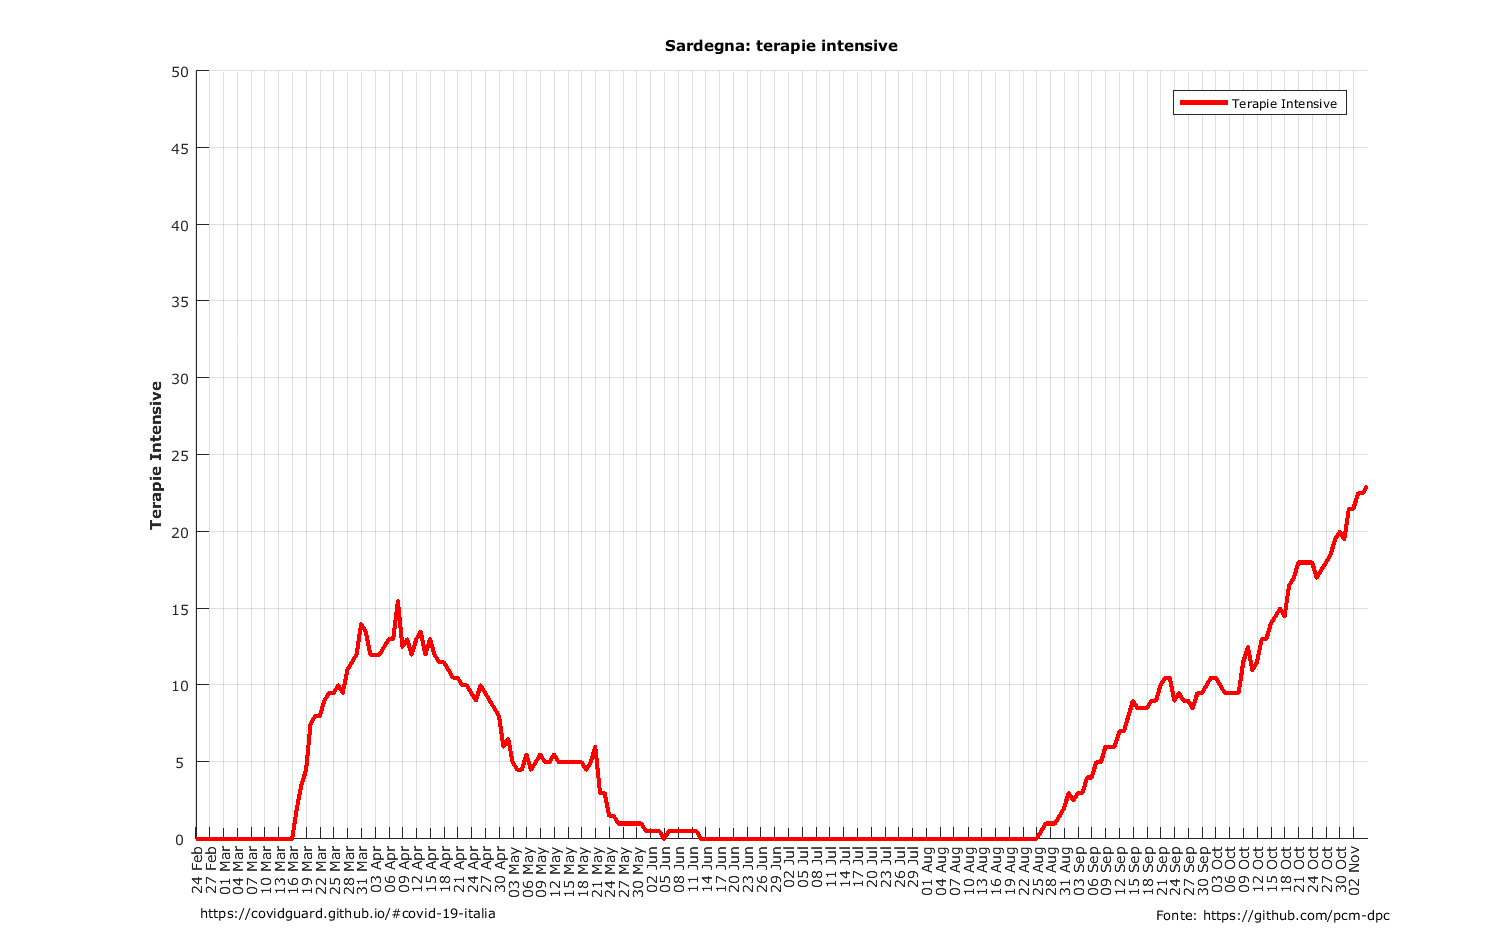 Sardegna: terapie intensive
Terapie Intensive
50
45
40
35
30
25
20
15
10
5
0
Terapie Intensive
24 Feb
27 Feb
01 Mar
04 Mar
07 Mar
10 Mar
13 Mar
16 Mar
19 Mar
22 Mar
25 Mar
28 Mar
31 Mar
03 Apr
06 Apr
09 Apr
12 Apr
15 Apr
18 Apr
21 Apr
24 Apr
27 Apr
30 Apr
03 May
06 May
09 May
12 May
15 May
18 May
21 May
24 May
27 May
30 May
02 Jun
05 Jun
08 Jun
11 Jun
14 Jun
17 Jun
20 Jun
23 Jun
26 Jun
29 Jun
02 Jul
05 Jul
08 Jul
11 Jul
14 Jul
17 Jul
20 Jul
23 Jul
26 Jul
29 Jul
01 Aug
04 Aug
07 Aug
10 Aug
13 Aug
16 Aug
19 Aug
22 Aug
25 Aug
28 Aug
31 Aug
03 Sep
06 Sep
09 Sep
12 Sep
15 Sep
18 Sep
21 Sep
24 Sep
27 Sep
30 Sep
03 Oct
06 Oct
09 Oct
12 Oct
15 Oct
18 Oct
21 Oct
24 Oct
27 Oct
30 Oct
02 Nov
https://covidguard.github.io/#covid-19-italia
Fonte: https://github.com/pcm-dpc